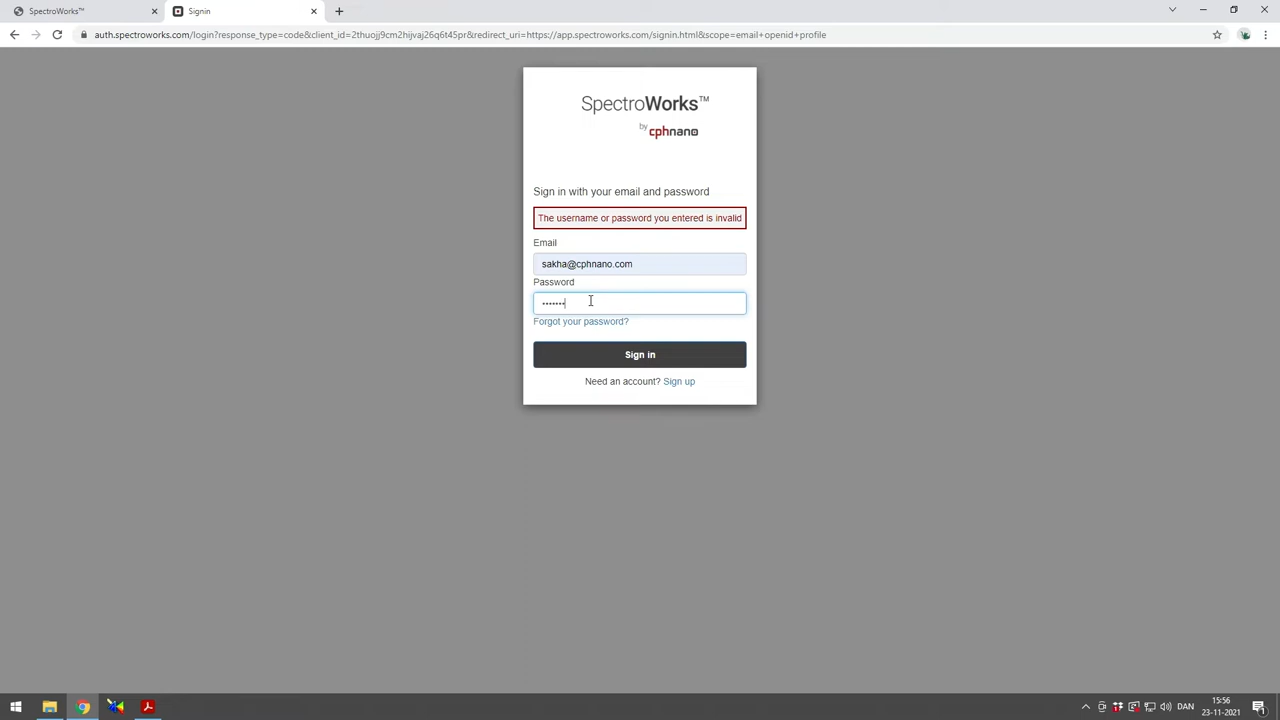 SpectroWorks™
Signin
auth.spectroworks.com/login?response_type=code&client_id=2thuojj9cm2hijvaj26q6t45pr&redirect_uri=https://app.spectroworks.com/signin.html&scope=email+openid+profile
SpectroWorks™
by cphnano
Sign in with your email and password
The username or password you entered is invalid
Email
sakha@cphnano.com
Password
•••••••
Forgot your password?
Sign in
Need an account? Sign up
DAN
15:56
23-11-2021
1